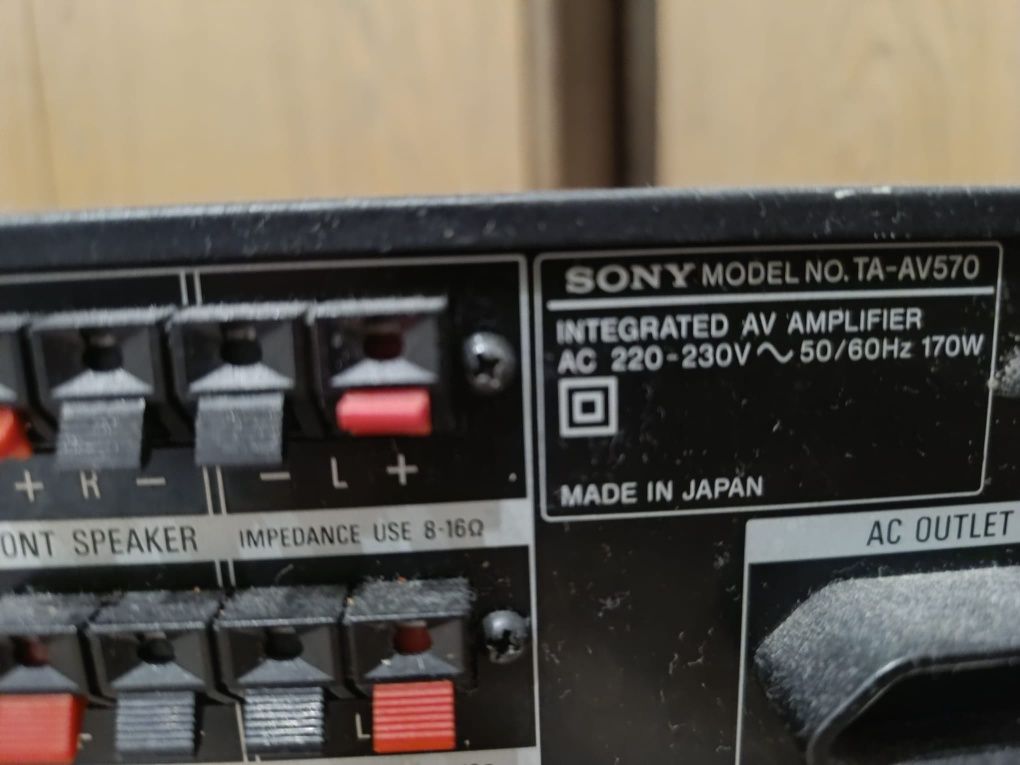 SONY MODEL NO. TA-AV570
INTEGRATED AV AMPLIFIER
AC 220-230V ~ 50/60Hz 170W
MADE IN JAPAN
+ R - - L +
SPEAKER IMPEDANCE USE 8-16Ω
AC OUTLET
L